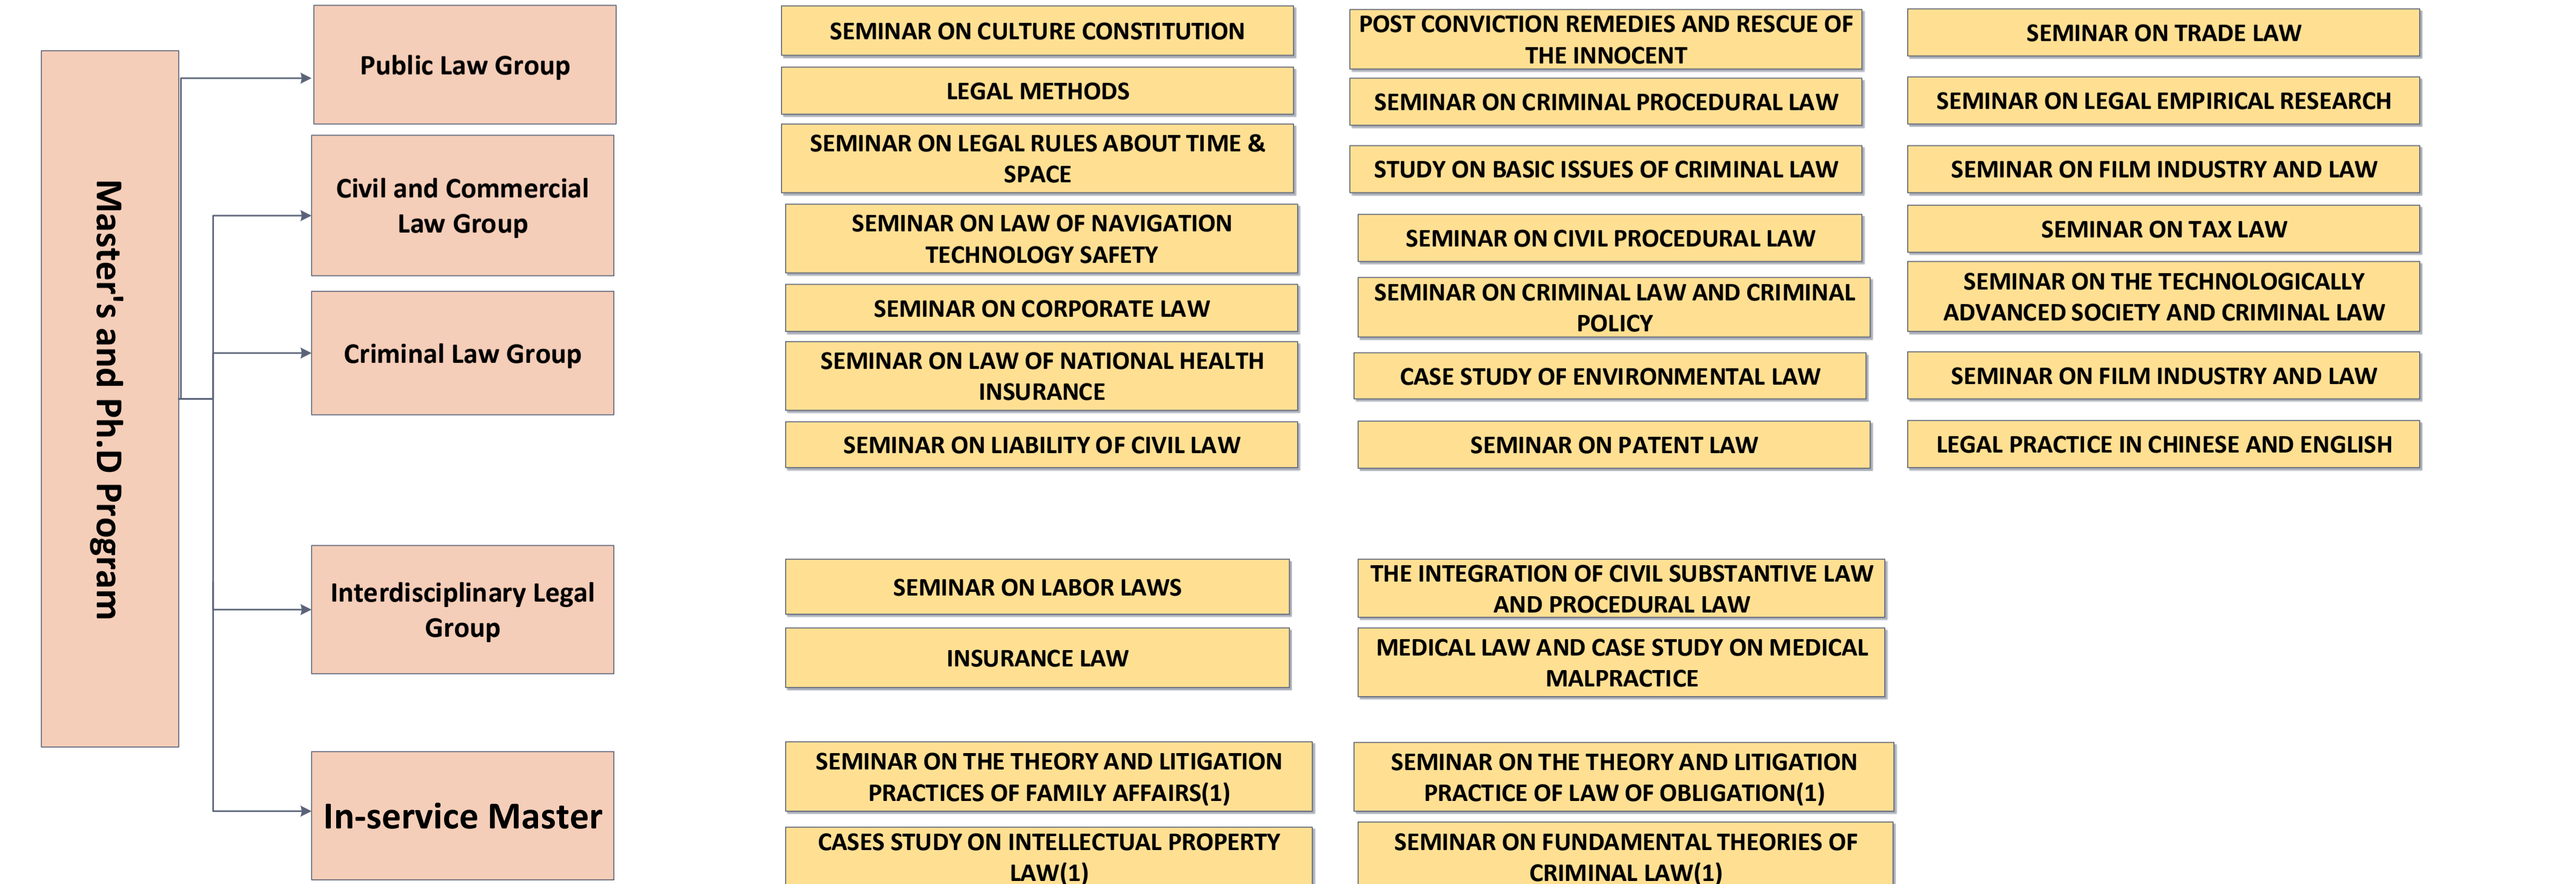 Master's and Ph.D Program
Public Law Group
Civil and Commercial
Law Group
Criminal Law Group
Interdisciplinary Legal
Group
In-service Master
SEMINAR ON CULTURE CONSTITUTION
LEGAL METHODS
SEMINAR ON LEGAL RULES ABOUT TIME &
SPACE
SEMINAR ON LAW OF NAVIGATION
TECHNOLOGY SAFETY
SEMINAR ON CORPORATE LAW
SEMINAR ON LAW OF NATIONAL HEALTH
INSURANCE
SEMINAR ON LIABILITY OF CIVIL LAW
POST CONVICTION REMEDIES AND RESCUE OF
THE INNOCENT
SEMINAR ON CRIMINAL PROCEDURAL LAW
STUDY ON BASIC ISSUES OF CRIMINAL LAW
SEMINAR ON CIVIL PROCEDURAL LAW
SEMINAR ON CRIMINAL LAW AND CRIMINAL
POLICY
CASE STUDY OF ENVIRONMENTAL LAW
SEMINAR ON PATENT LAW
SEMINAR ON TRADE LAW
SEMINAR ON LEGAL EMPIRICAL RESEARCH
SEMINAR ON FILM INDUSTRY AND LAW
SEMINAR ON TAX LAW
SEMINAR ON THE TECHNOLOGICALLY
ADVANCED SOCIETY AND CRIMINAL LAW
SEMINAR ON FILM INDUSTRY AND LAW
LEGAL PRACTICE IN CHINESE AND ENGLISH
SEMINAR ON LABOR LAWS
INSURANCE LAW
THE INTEGRATION OF CIVIL SUBSTANTIVE LAW
AND PROCEDURAL LAW
MEDICAL LAW AND CASE STUDY ON MEDICAL
MALPRACTICE
SEMINAR ON THE THEORY AND LITIGATION
PRACTICES OF FAMILY AFFAIRS(1)
CASES STUDY ON INTELLECTUAL PROPERTY
LAW(1)
SEMINAR ON THE THEORY AND LITIGATION
PRACTICE OF LAW OF OBLIGATION(1)
SEMINAR ON FUNDAMENTAL THEORIES OF
CRIMINAL LAW(1)